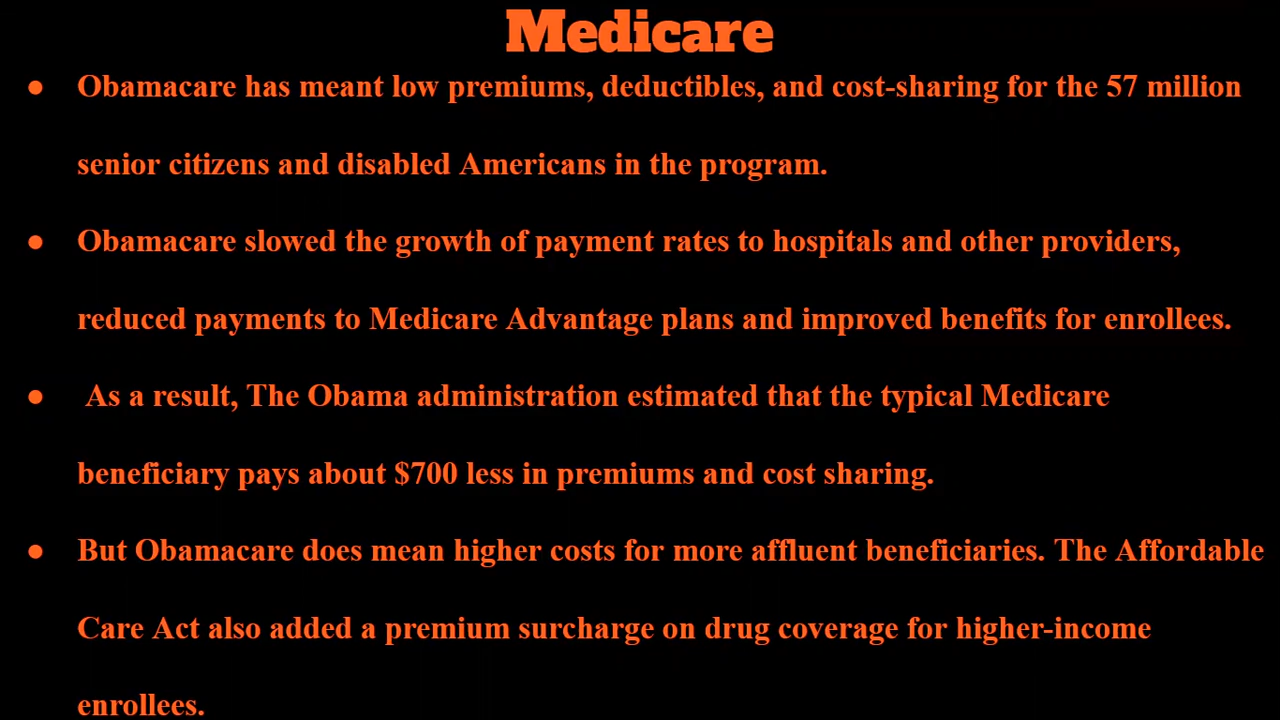 Medicare
● Obamacare has meant low premiums, deductibles, and cost-sharing for the 57 million
senior citizens and disabled Americans in the program.
● Obamacare slowed the growth of payment rates to hospitals and other providers,
reduced payments to Medicare Advantage plans and improved benefits for enrollees.
● As a result, The Obama administration estimated that the typical Medicare
beneficiary pays about $700 less in premiums and cost sharing.
● But Obamacare does mean higher costs for more affluent beneficiaries. The Affordable
Care Act also added a premium surcharge on drug coverage for higher-income
enrollees.